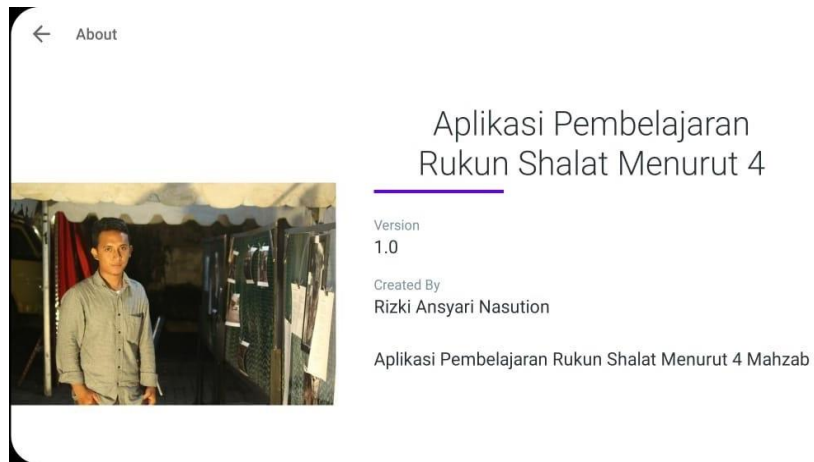 About
Aplikasi Pembelajaran
Rukun Shalat Menurut 4
Version
1.0
Created By
Rizki Ansyari Nasution
Aplikasi Pembelajaran Rukun Shalat Menurut 4 Mahzab